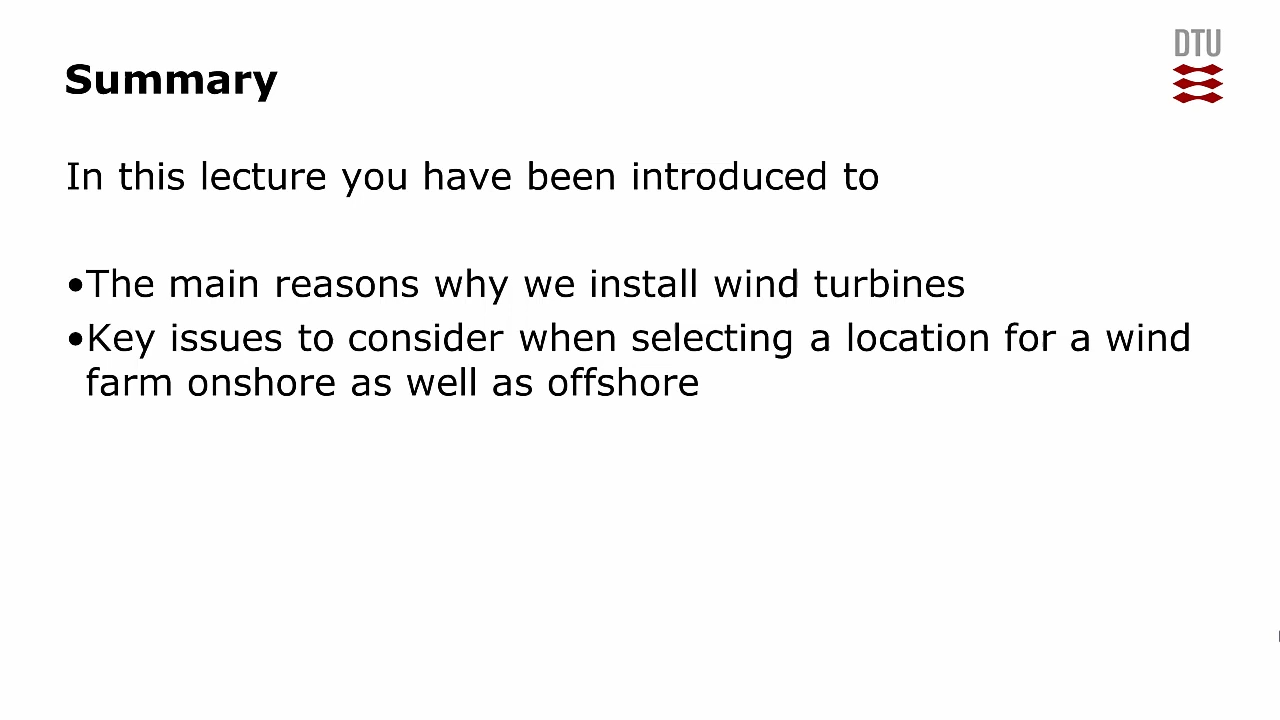 DTU
Summary
In this lecture you have been introduced to
•The main reasons why we install wind turbines
•Key issues to consider when selecting a location for a wind
farm onshore as well as offshore